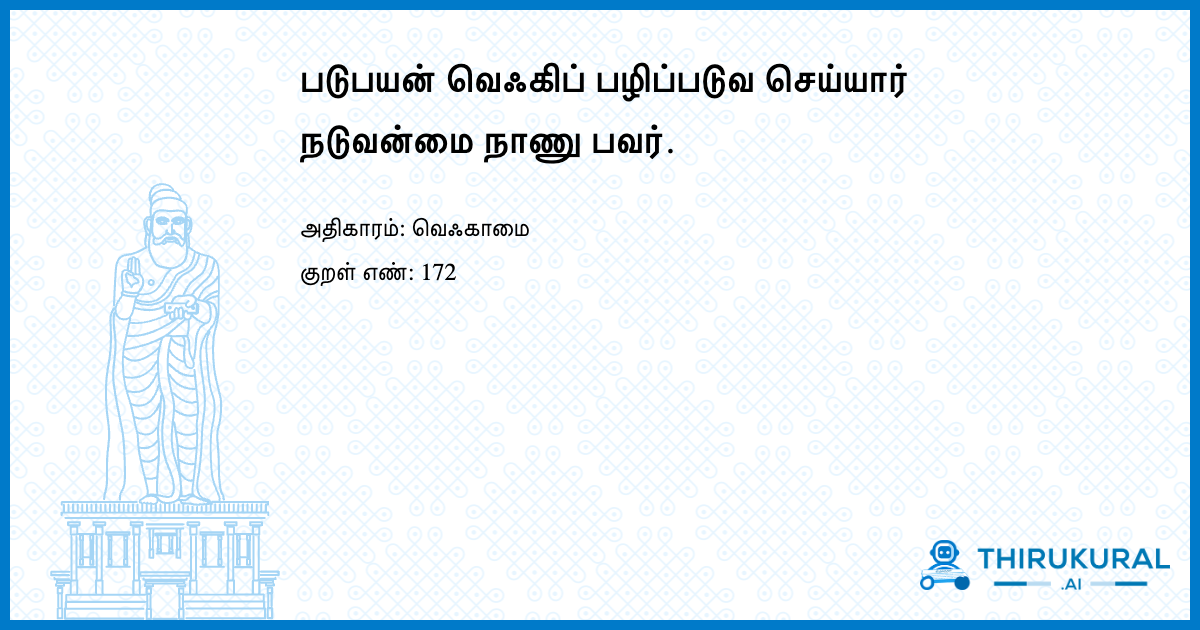 படுபயன் வெஃகிப் பழிப்படுவ செய்யார்
நடுவன்மை நாணு பவர்.
அதிகாரம்: வெஃகாமை
குறள் எண்: 172
THIRUKURAL
.AI